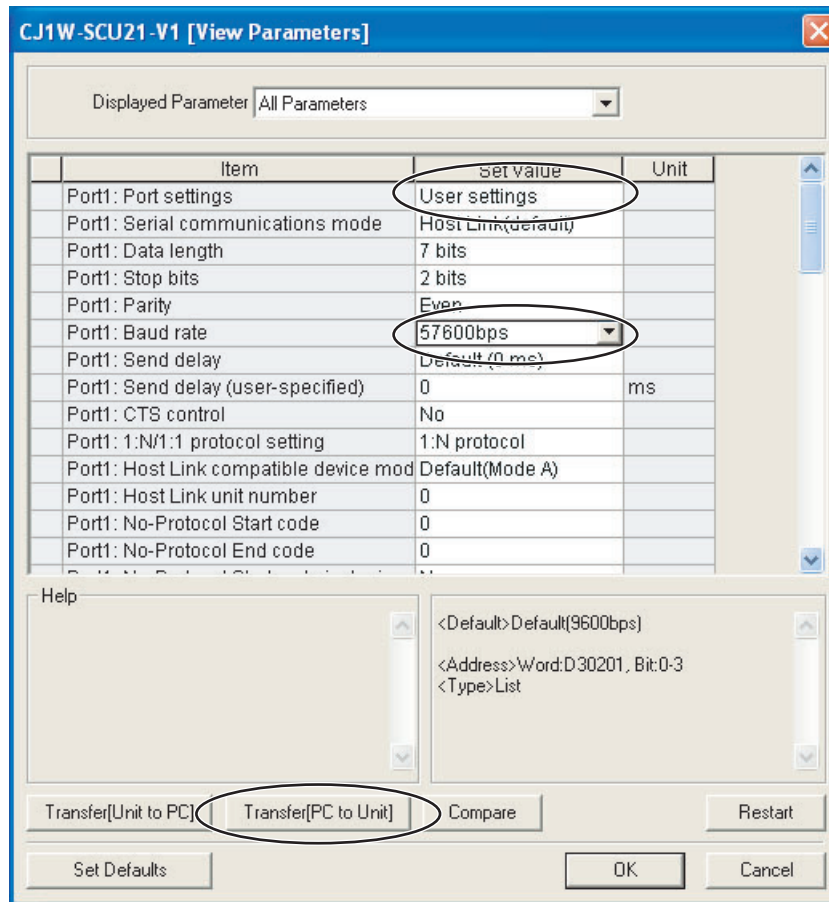 CJ1W-SCU21-V1 [View Parameters]
Displayed Parameter All Parameters
Item Set Value Unit
Port1: Port settings User settings
Port1: Serial communications mode Host Link(default)
Port1: Data length 7 bits
Port1: Stop bits 2 bits
Port1: Parity Even
Port1: Baud rate 57600bps
Port1: Send delay Default (0 ms)
Port1: Send delay (user-specified) 0 ms
Port1: CTS control No
Port1: 1:N/1:1 protocol setting 1:N protocol
Port1: Host Link compatible device mod Default(Mode A)
Port1: Host Link unit number 0
Port1: No-Protocol Start code 0
Port1: No-Protocol End code 0
Help
<Default>Default(9600bps)
<Address>Word:D30201, Bit:0-3
<Type>List
Transfer[Unit to PC] Transfer[PC to Unit] Compare Restart
Set Defaults OK Cancel